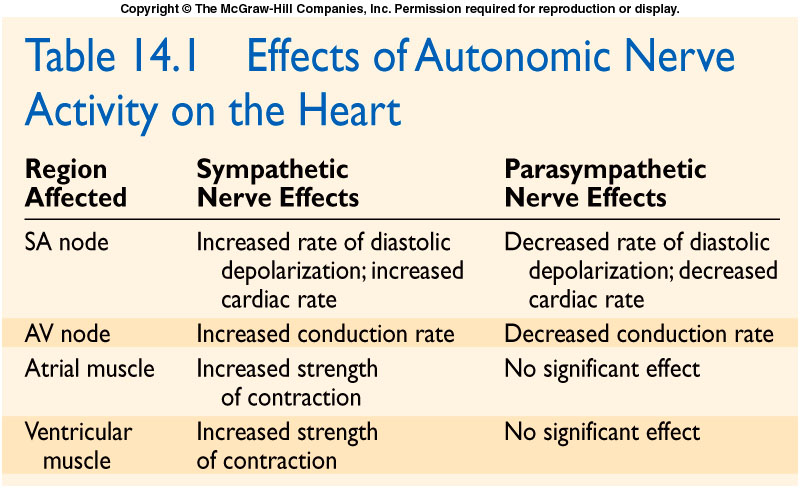 Copyright © The McGraw-Hill Companies, Inc. Permission required for reproduction or display.
Table 14.1 Effects of Autonomic Nerve
Activity on the Heart
Region Affected Sympathetic Nerve Effects Parasympathetic Nerve Effects
SA node Increased rate of diastolic Decreased rate of diastolic
depolarization; increased depolarization; decreased
cardiac rate cardiac rate
AV node Increased conduction rate Decreased conduction rate
Atrial muscle Increased strength No significant effect
of contraction
Ventricular Increased strength No significant effect
muscle of contraction